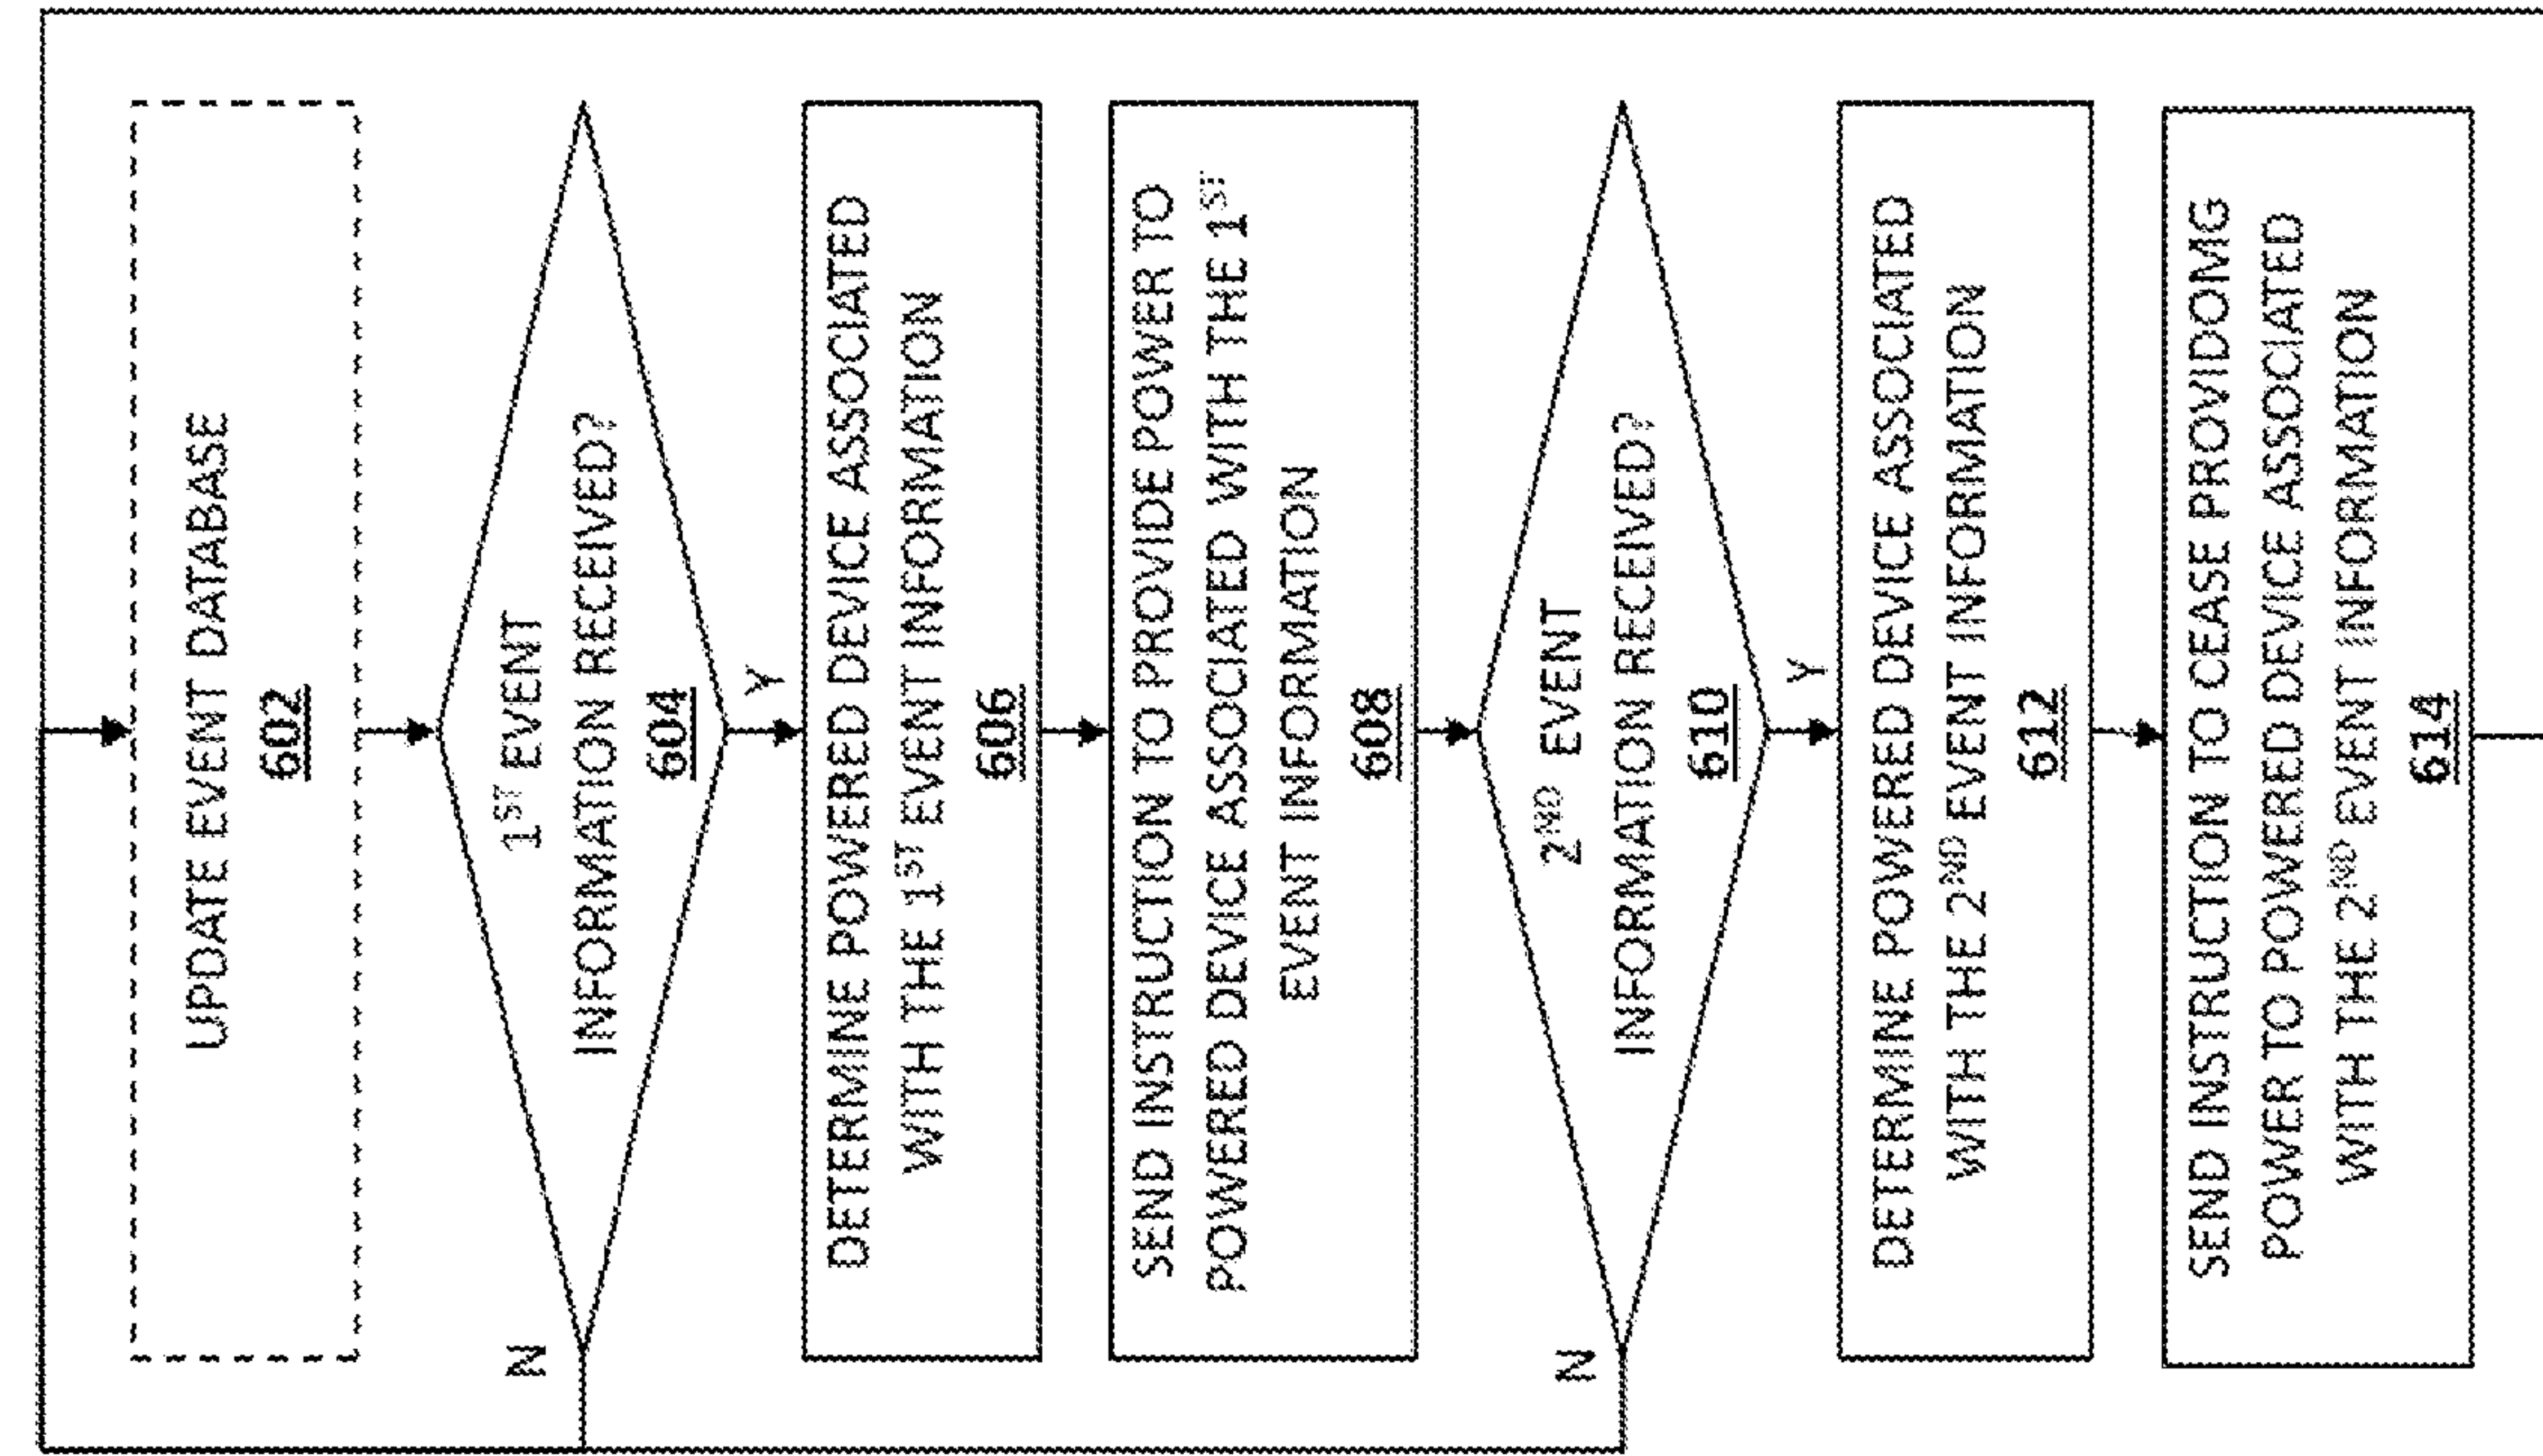 UPDATE EVENT DATABASE
602
1ST EVENT
INFORMATION RECEIVED?
604
N
Y
DETERMINE POWERED DEVICE ASSOCIATED
WITH THE 1ST EVENT INFORMATION
606
SEND INSTRUCTION TO PROVIDE POWER TO
POWERED DEVICE ASSOCIATED WITH THE 1ST
EVENT INFORMATION
608
2ND EVENT
INFORMATION RECEIVED?
610
N
Y
DETERMINE POWERED DEVICE ASSOCIATED
WITH THE 2ND EVENT INFORMATION
612
SEND INSTRUCTION TO CEASE PROVIDOMG
POWER TO POWERED DEVICE ASSOCIATED
WITH THE 2ND EVENT INFORMATION
614